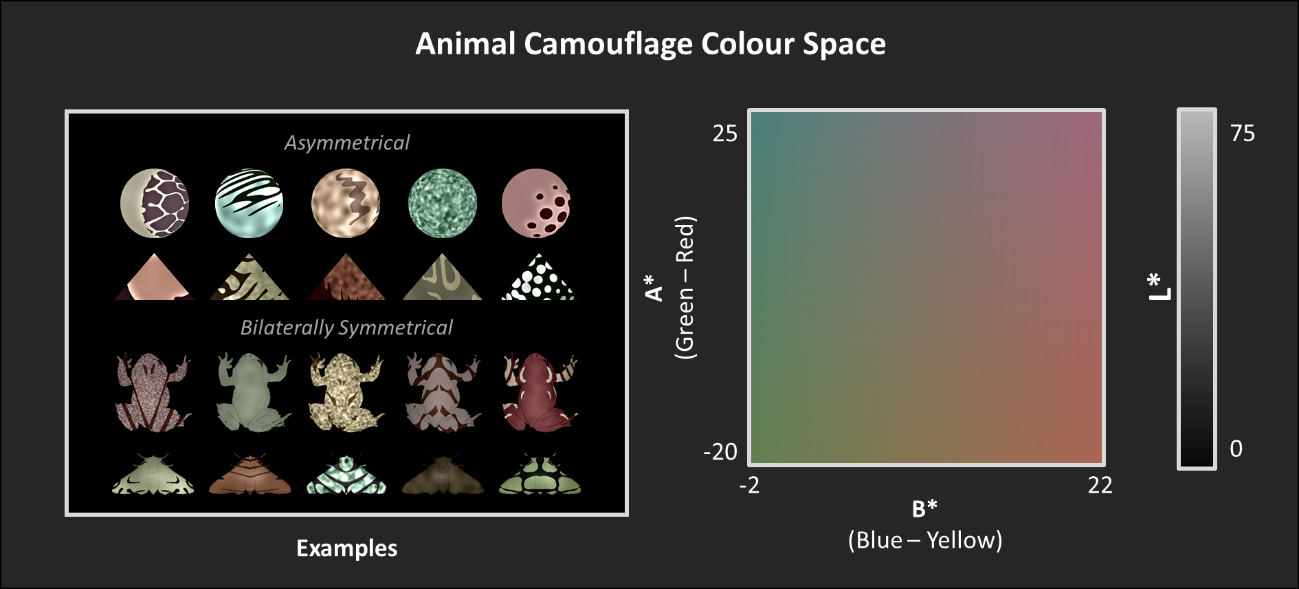 Animal Camouflage Colour Space
Asymmetrical
Bilaterally Symmetrical
Examples
25
-20
A*
(Green – Red)
-2
22
B*
(Blue – Yellow)
L*
75
0